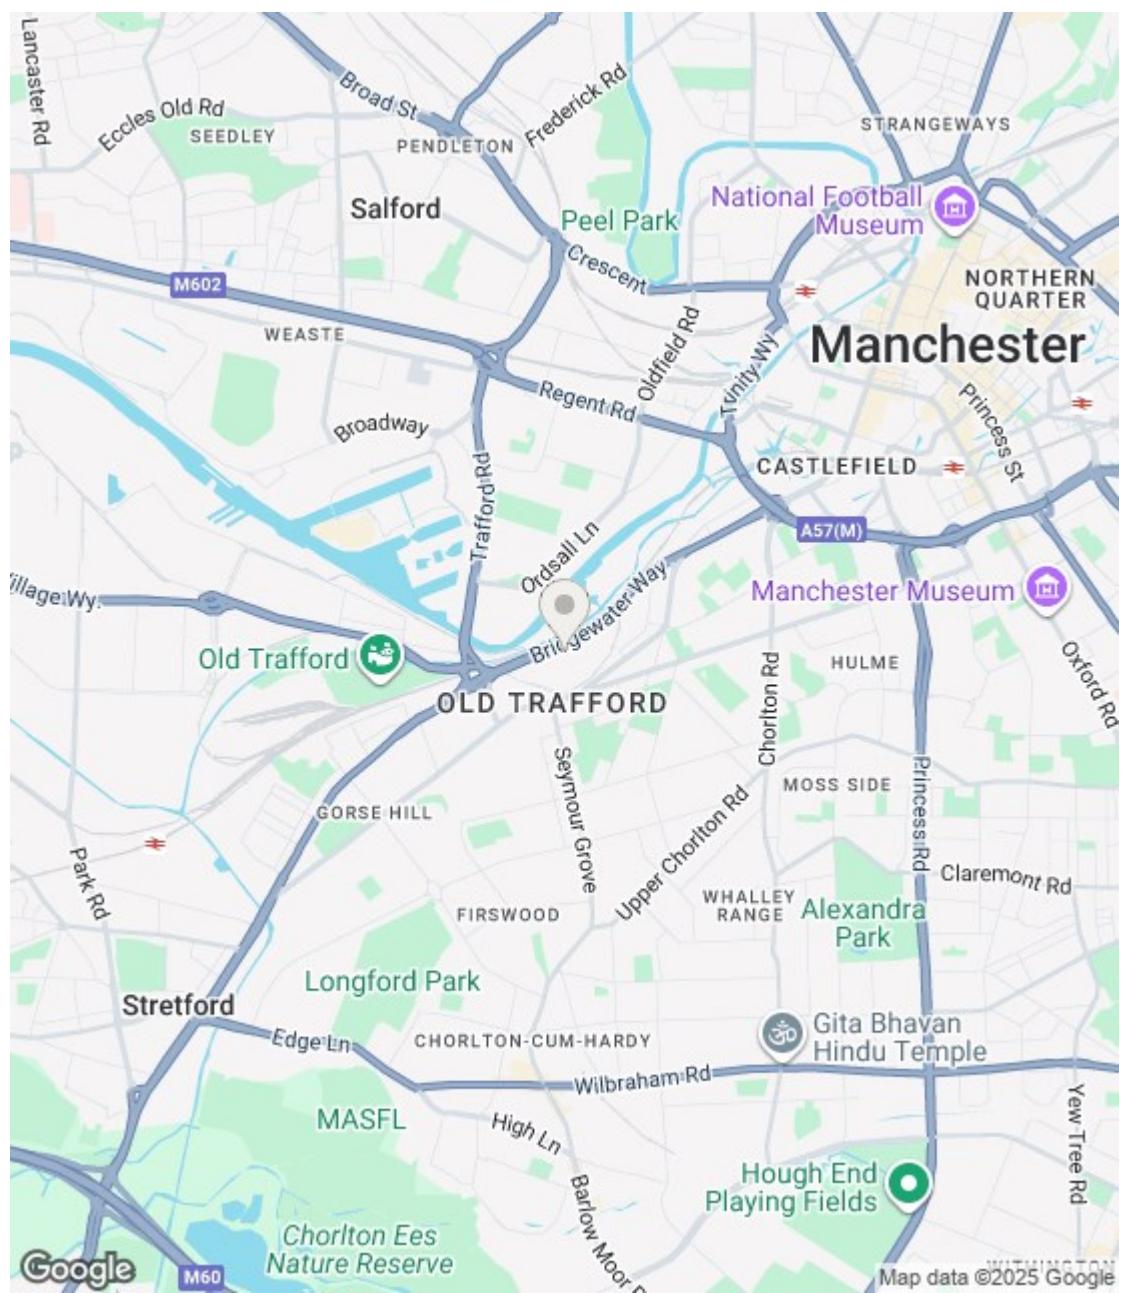 Lancaster Rd
Broad St
Frederick Rd
Eccles Old Rd
SEEDLEY
PENDLETON
STRANGEWAYS
Salford
Peel Park
National Football
Museum
Crescent
M602
NORTHERN
QUARTER
WEASTE
Oldfield Rd
Manchester
Trinity Wy
Regent Rd
Princess St
Broadway
CASTLEFIELD
Trafford Rd
A57(M)
Ordsall Ln
Village Wy.
Bridgewater Way
Manchester Museum
Old Trafford
HULME
Oxford Rd
OLD TRAFFORD
Chorlton Rd
Seymour Grove
MOSS SIDE
Princess Rd
GORSE HILL
Upper Chorlton Rd
Park Rd
Claremont Rd
WHALLEY
RANGE
FIRSWOOD
Alexandra
Park
Longford Park
Stretford
Edge Ln
CHORLTON-CUM-HARDY
Gita Bhavan
Hindu Temple
Wilbraham Rd
MASFL
High Ln
Yew Tree Rd
Hough End
Playing Fields
Barlow Moor
Chorlton Ees
Nature Reserve
WITHINGTON
Google
M60
Map data ©2025 Google